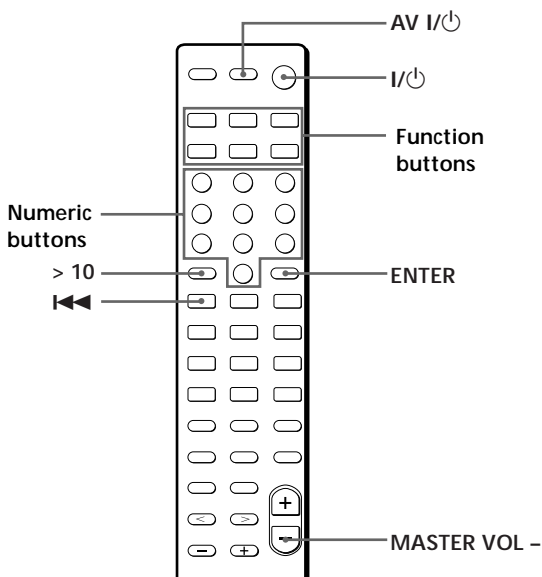 AV I/⏻
I/⏻
Function
buttons
Numeric
buttons
> 10
ENTER
I◀◀
+
–
< >
– +
MASTER VOL –